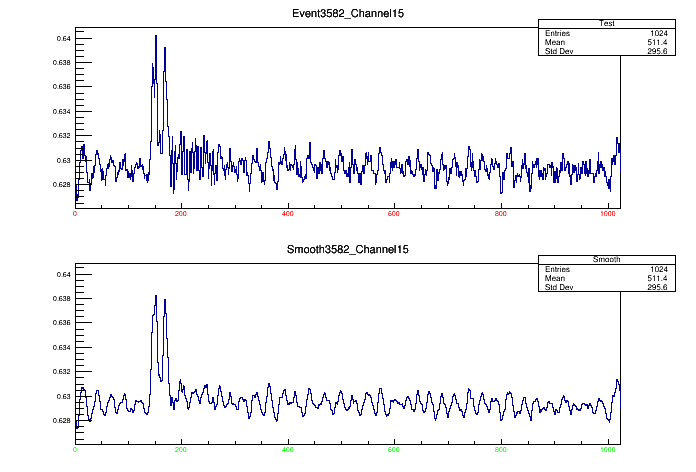 Event3582_Channel15
Test
Entries 1024
Mean 511.4
Std Dev 295.6
0.64
0.638
0.636
0.634
0.632
0.63
0.628
0 200 400 600 800 1000
Smooth3582_Channel15
Smooth
Entries 1024
Mean 511.4
Std Dev 295.6
0.64
0.638
0.636
0.634
0.632
0.63
0.628
0 200 400 600 800 1000